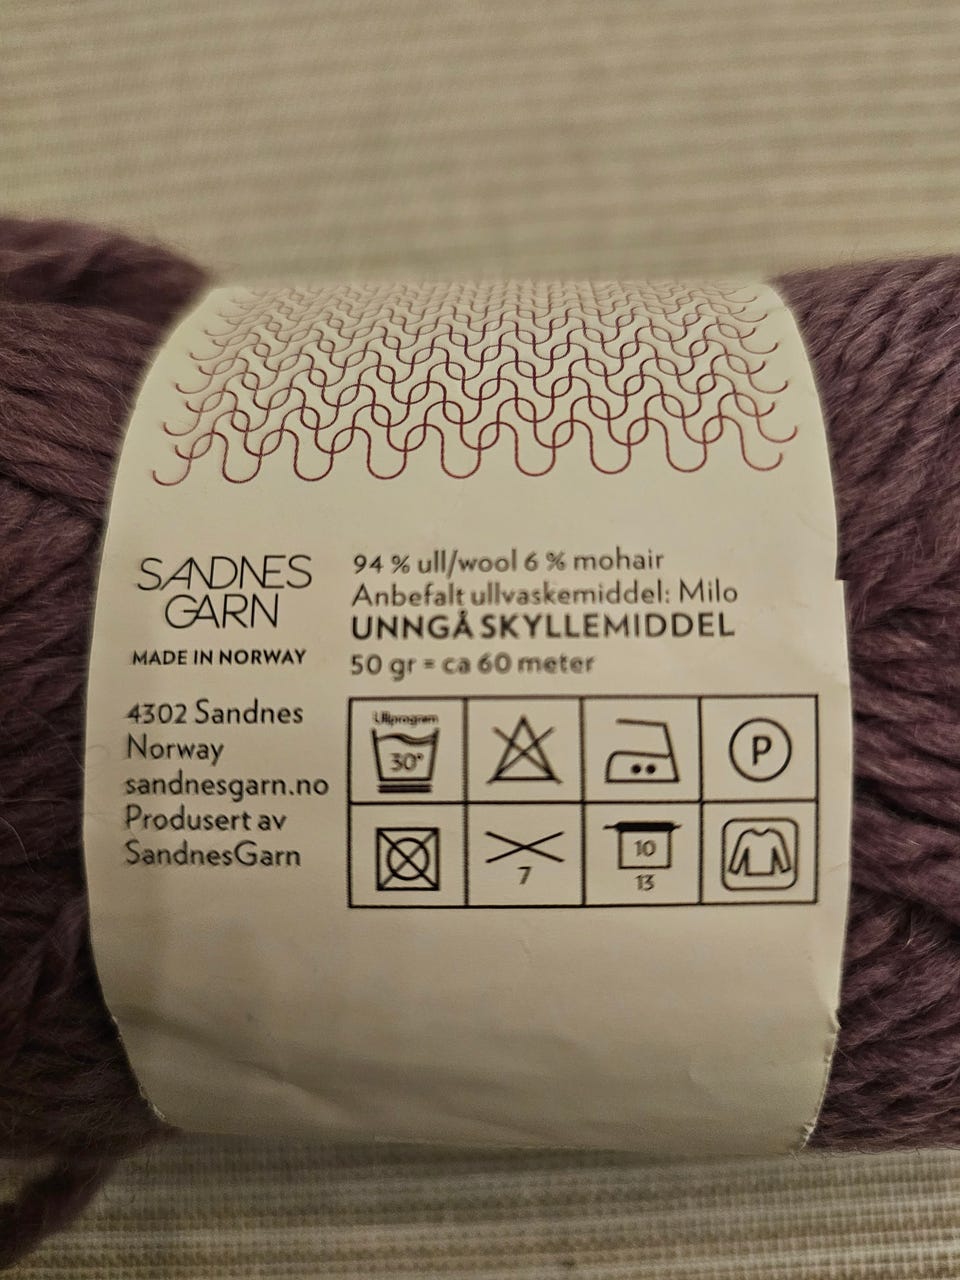 SANDNES
GARN
MADE IN NORWAY
4302 Sandnes
Norway
sandnesgarn.no
Produsert av
SandnesGarn
94 % ull/wool 6 % mohair
Anbefalt ullvaskemiddel: Milo
UNNGÅ SKYLLEMIDDEL
50 gr = ca 60 meter
Ullprogram
30°
P
7
10
13